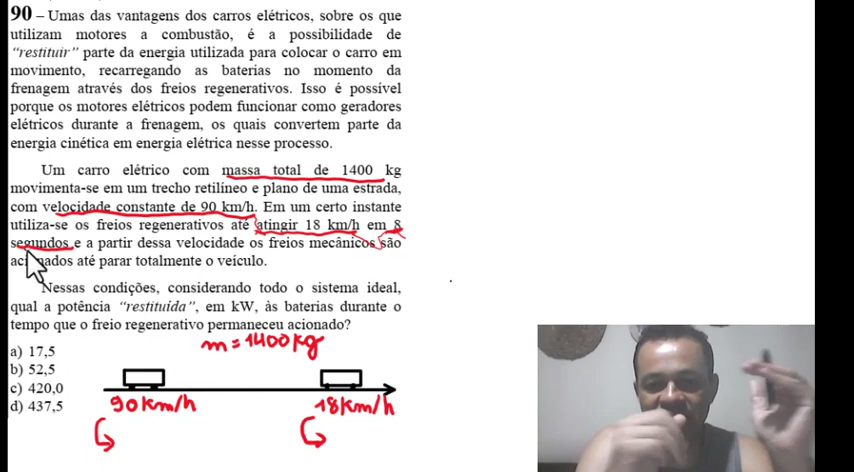 90 – Umas das vantagens dos carros elétricos, sobre os que
utilizam motores a combustão, é a possibilidade de
“restituir” parte da energia utilizada para colocar o carro em
movimento, recarregando as baterias no momento da
frenagem através dos freios regenerativos. Isso é possível
porque os motores elétricos podem funcionar como geradores
elétricos durante a frenagem, os quais convertem parte da
energia cinética em energia elétrica nesse processo.
Um carro elétrico com massa total de 1400 kg
movimenta-se em um trecho retilíneo e plano de uma estrada,
com velocidade constante de 90 km/h. Em um certo instante
utiliza-se os freios regenerativos até atingir 18 km/h em 8
segundos e a partir dessa velocidade os freios mecânicos são
acionados até parar totalmente o veículo.
Nessas condições, considerando todo o sistema ideal,
qual a potência “restituída”, em kW, às baterias durante o
tempo que o freio regenerativo permaneceu acionado?
m = 1400 kg
a) 17,5
b) 52,5
c) 420,0
d) 437,5
90 km/h 18 km/h